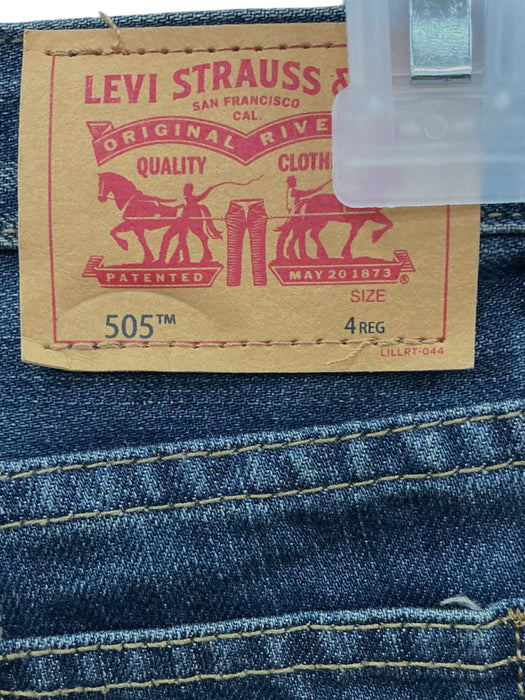 LEVI STRAUSS &
SAN FRANCISCO
CAL.
ORIGINAL RIVE
QUALITY CLOTH
PATENTED MAY 20 1873 ®
SIZE
505™ 4 REG
LILLRT-044